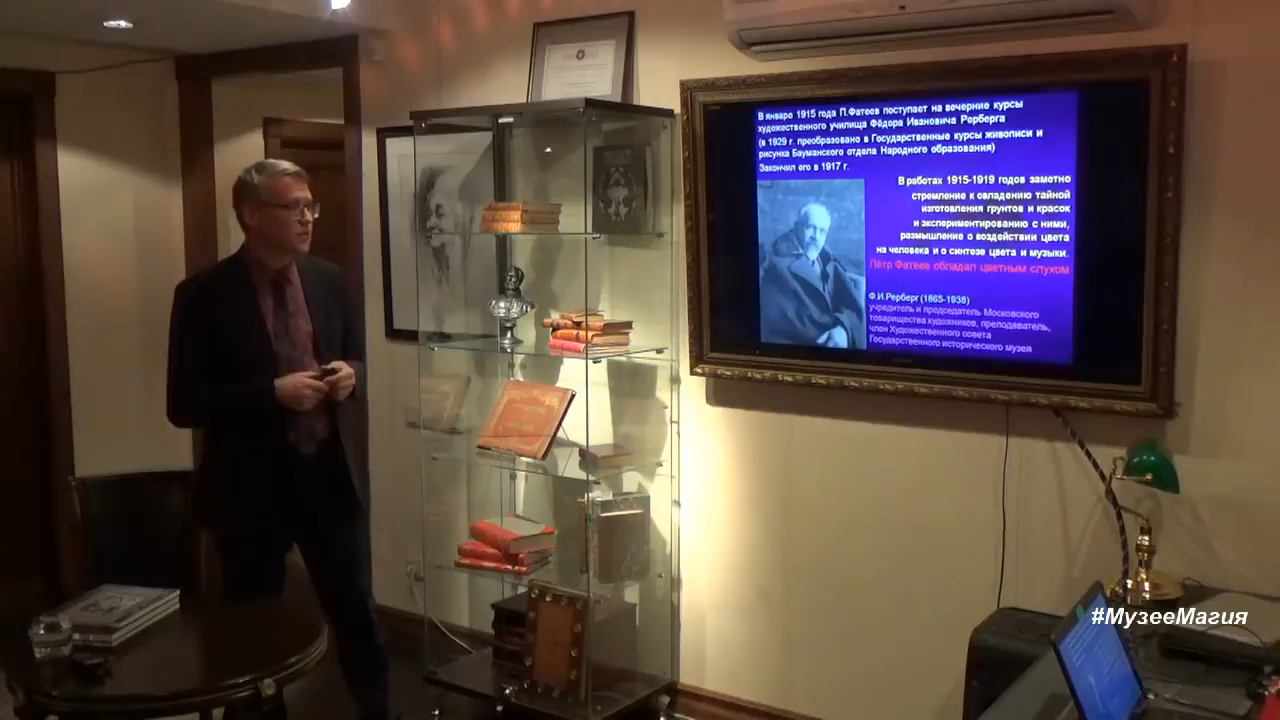 В январе 1915 года П.Фатеев поступает на вечерние курсы
художественного училища Фёдора Ивановича Рерберга
(в 1929 г. преобразовано в Государственные курсы живописи и
рисунка Бауманского отдела Народного образования)
Закончил его в 1917 г.
В работах 1915-1919 годов заметно
стремление к овладению тайной
изготовления грунтов и красок
и экспериментированию с ними,
размышление о воздействии цвета
на человека и о синтезе цвета и музыки.
Пётр Фатеев обладал цветным слухом
Ф.И.Рерберг (1865-1938)
учредитель и председатель Московского
товарищества художников, преподаватель,
член Художественного совета
Государственного исторического музея
#МузееМагия